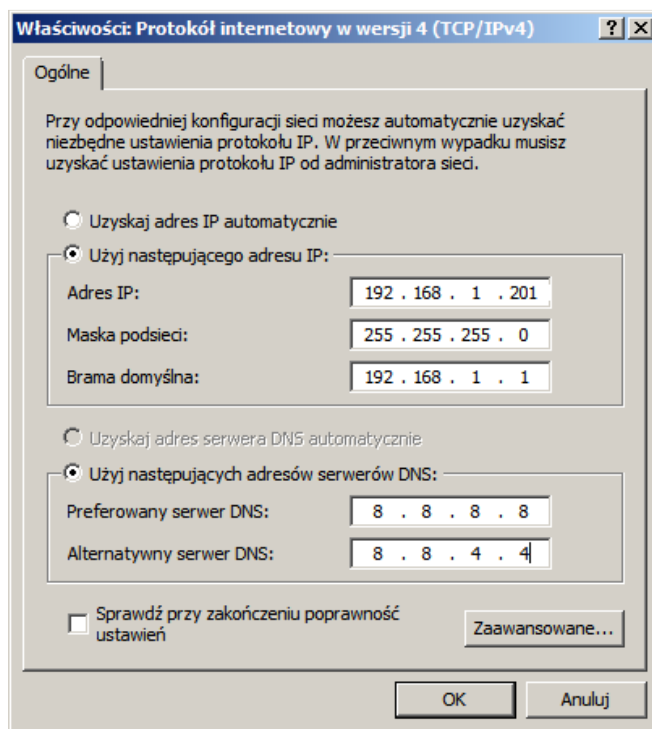 Właściwości: Protokół internetowy w wersji 4 (TCP/IPv4)
Ogólne
Przy odpowiedniej konfiguracji sieci możesz automatycznie uzyskać
niezbędne ustawienia protokołu IP. W przeciwnym wypadku musisz
uzyskać ustawienia protokołu IP od administratora sieci.
Uzyskaj adres IP automatycznie
Użyj następującego adresu IP:
Adres IP: 192 . 168 . 1 . 201
Maska podsieci: 255 . 255 . 255 . 0
Brama domyślna: 192 . 168 . 1 . 1
Uzyskaj adres serwera DNS automatycznie
Użyj następujących adresów serwerów DNS:
Preferowany serwer DNS: 8 . 8 . 8 . 8
Alternatywny serwer DNS: 8 . 8 . 4 . 4
Sprawdź przy zakończeniu poprawność
ustawień
Zaawansowane...
OK Anuluj